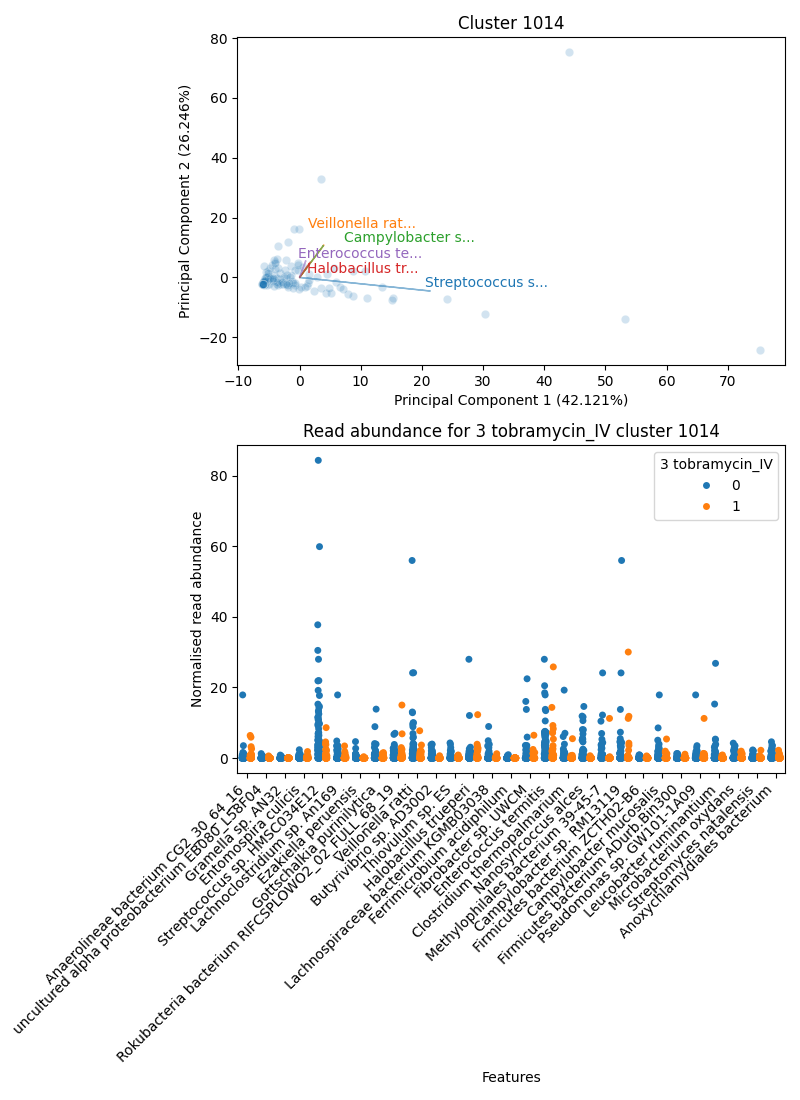 Cluster 1014
80
60
40
20
0
−20
Principal Component 2 (26.246%)
Veillonella rat...
Campylobacter s...
Enterococcus te...
Halobacillus tr...
Streptococcus s...
−10 0 10 20 30 40 50 60 70
Principal Component 1 (42.121%)
Read abundance for 3 tobramycin_IV cluster 1014
80
60
40
20
0
Normalised read abundance
3 tobramycin_IV
0
1
Anaerolineae bacterium CG2_30_64_16
uncultured alpha proteobacterium EB080_L58F04
Gramella sp. AN32
Entomospira culicis
Streptococcus sp. HMSC034E12
Lachnoclostridium sp. An169
Ezakiella peruensis
Gottschalkia purinilytica
Rokubacteria bacterium RIFCSPLOWO2_02_FULL_68_19
Veillonella ratti
Butyrivibrio sp. AD3002
Thiovulum sp. ES
Halobacillus trueperi
Lachnospiraceae bacterium KGMB03038
Ferrimicrobium acidiphilum
Fibrobacter sp. UWCM
Enterococcus termitis
Clostridium thermopalmarium
Nanosyncoccus alces
Methylophilales bacterium 39-45-7
Campylobacter sp. RM13119
Firmicutes bacterium ZCTH02-B6
Campylobacter mucosalis
Firmicutes bacterium ADurb.Bin300
Pseudomonas sp. GW101-1A09
Leucobacter ruminantium
Microbacterium oxydans
Streptomyces natalensis
Anoxychlamydiales bacterium
Features